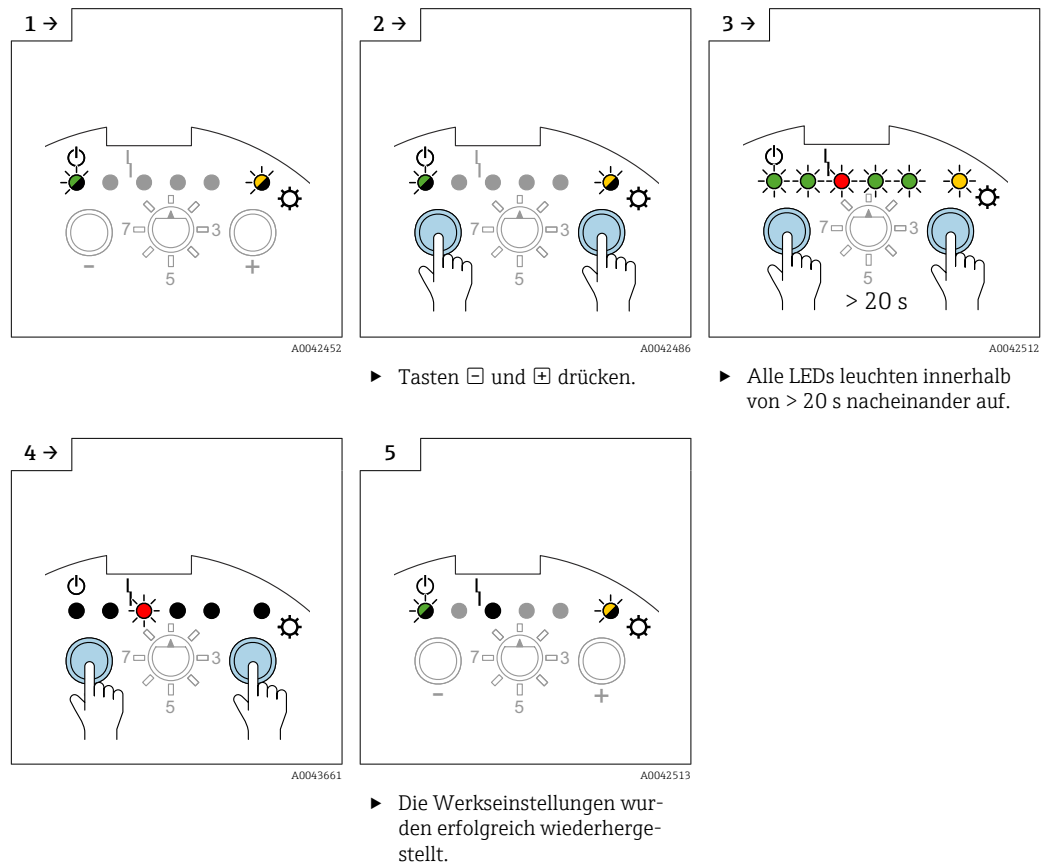 1 →
7
3
5
-
+
A0042452
2 →
7
3
5
A0042486
▶ Tasten ⊟ und ⊞ drücken.
3 →
7
3
5
> 20 s
A0042512
▶ Alle LEDs leuchten innerhalb
von > 20 s nacheinander auf.
4 →
7
3
5
A0043661
5
7
3
5
-
+
A0042513
▶ Die Werkseinstellungen wur-
den erfolgreich wiederherge-
stellt.